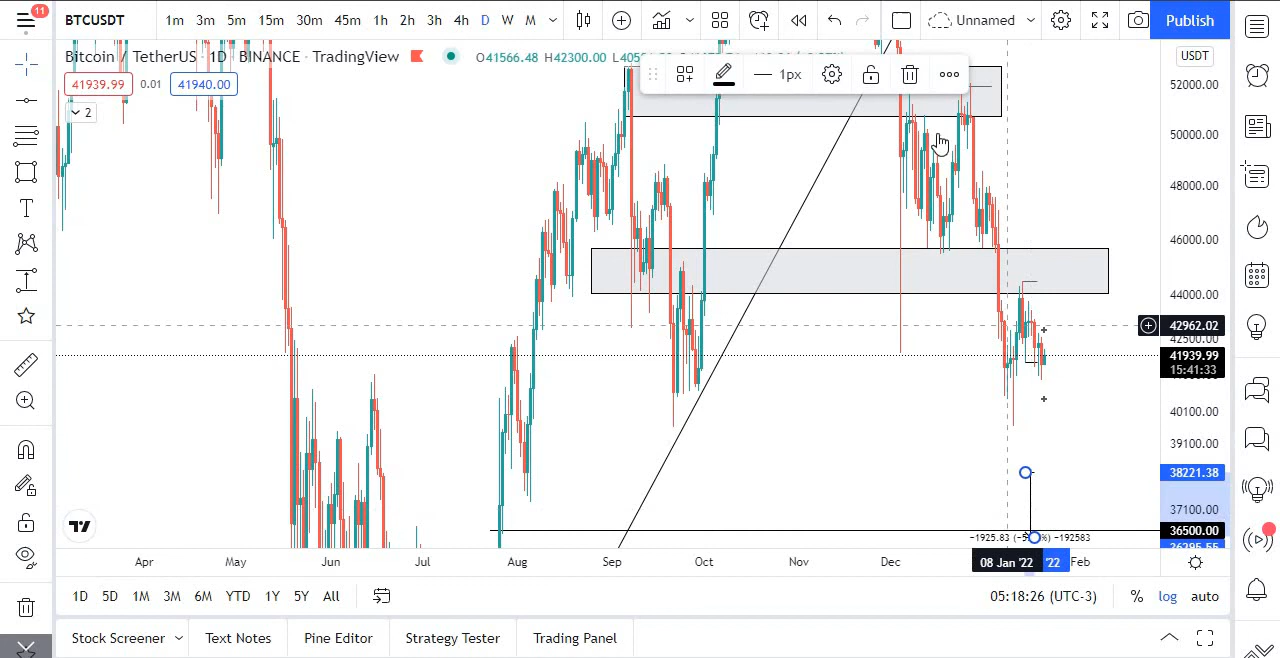 11
BTCUSDT 1m 3m 5m 15m 30m 45m 1h 2h 3h 4h D W M Unnamed Publish
Bitcoin / TetherUS · 1D · BINANCE · TradingView O41566.48 H42300.00
USDT
41939.99 0.01 41940.00
1px
2
52000.00
50000.00
48000.00
46000.00
44000.00
42962.02
42500.00
41939.99
15:41:33
40100.00
39100.00
38221.38
37100.00
36500.00
−1925.83 −192583
Apr May Jun Jul Aug Sep Oct Nov Dec 08 Jan '22 '22 Feb
1D 5D 1M 3M 6M YTD 1Y 5Y All 05:18:26 (UTC-3) % log auto
Stock Screener Text Notes Pine Editor Strategy Tester Trading Panel